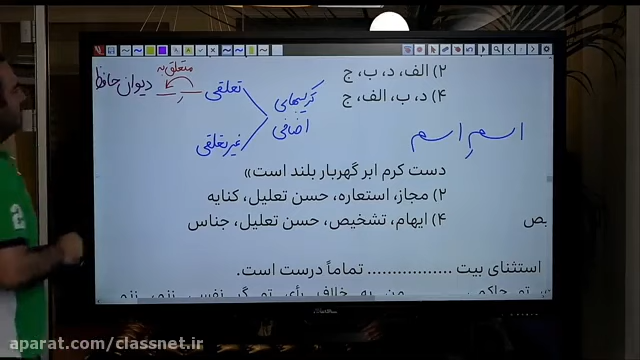 ۲) الف، د، ب، ج
۴) د، ب، الف، ج
متعلق به
دیوان حافظ
تعلقی
غیرتعلقی
ترکیبهای
اضافی
اسمِ اسم
دست کرم ابر گهربار بلند است»
۲) مجاز، استعاره، حسن تعلیل، کنایه
۴) ایهام، تشخیص، حسن تعلیل، جناس
یص
استثنای بیت ................. تماماً درست است.
aparat.com/classnet.ir